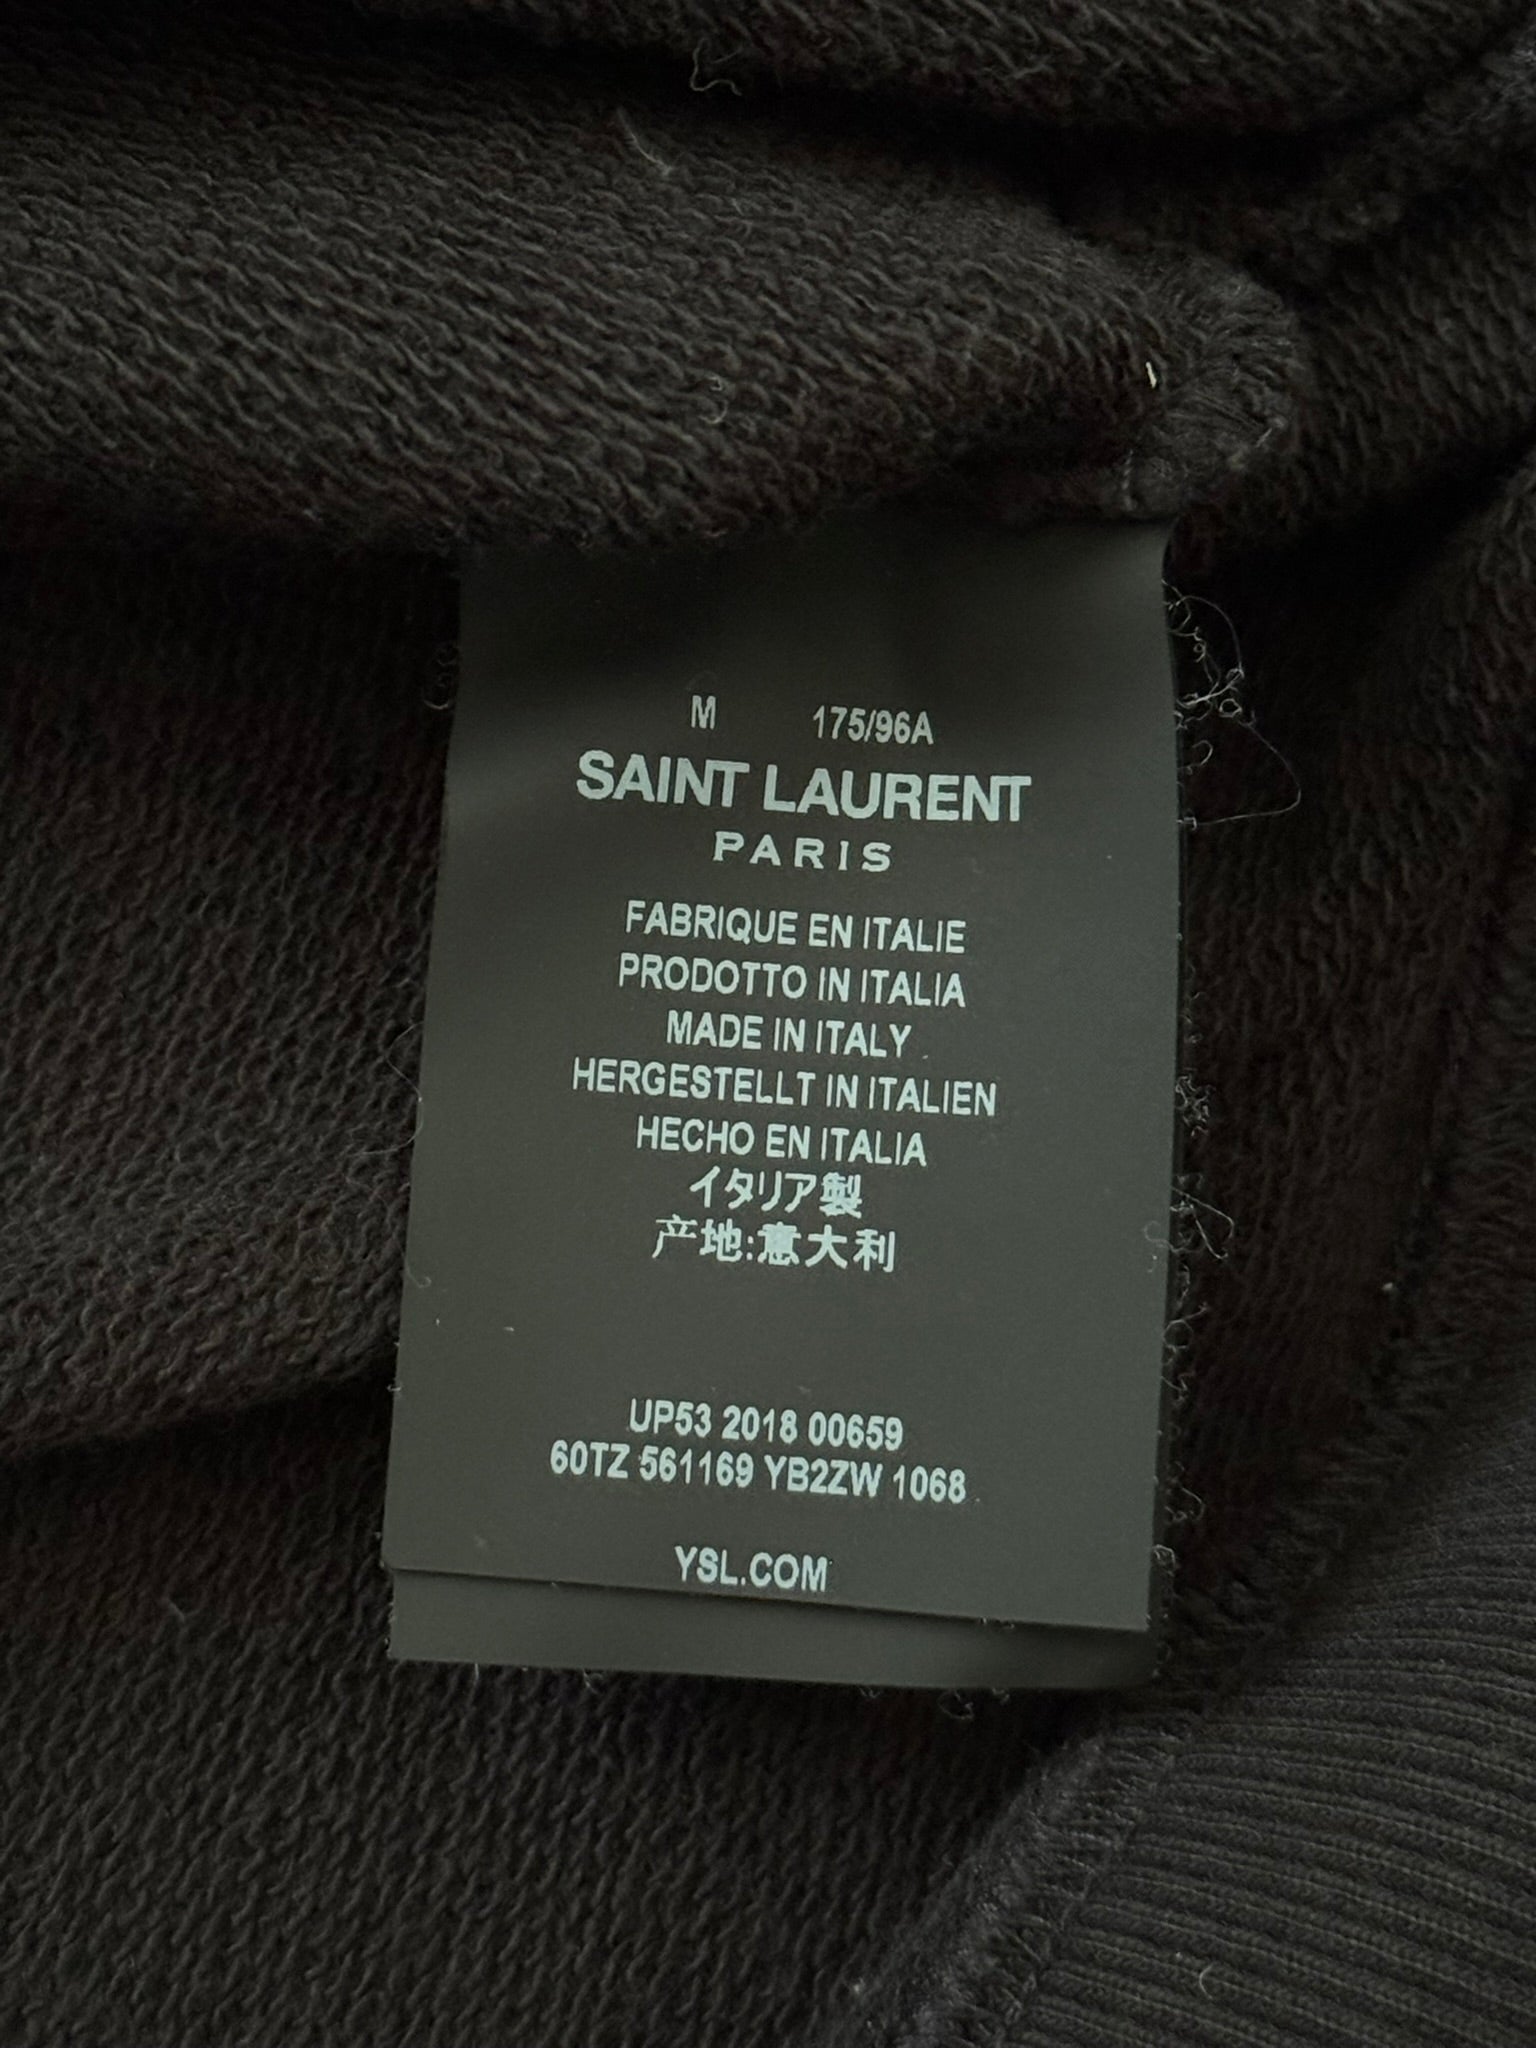 M 175/96A
SAINT LAURENT
PARIS
FABRIQUE EN ITALIE
PRODOTTO IN ITALIA
MADE IN ITALY
HERGESTELLT IN ITALIEN
HECHO EN ITALIA
イタリア製
产地:意大利
UP53 2018 00659
60TZ 561169 YB2ZW 1068
YSL.COM